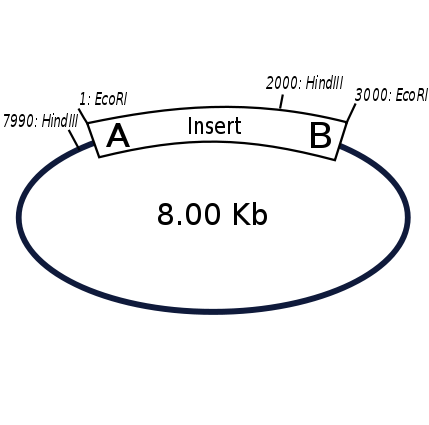 2000: HindIII
1: EcoRI
3000: EcoRI
7990: HindIII
A
Insert
B
8.00 Kb